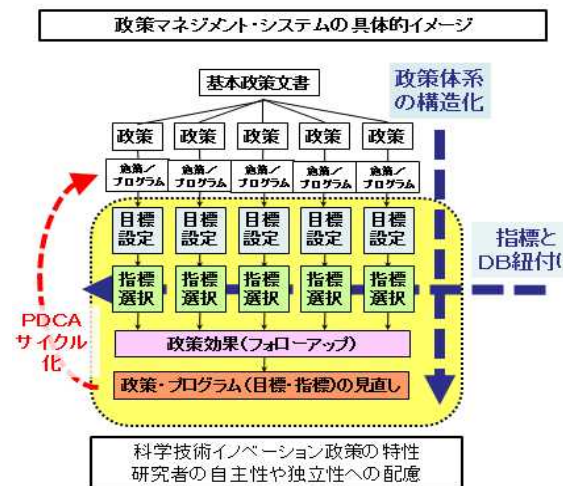 政策マネジメント・システムの具体的イメージ
基本政策文書
政策体系
の構造化
政策 政策 政策 政策 政策
施策/ 施策/ 施策/ 施策/ 施策/
プログラム プログラム プログラム プログラム プログラム
目標 目標 目標 目標 目標
設定 設定 設定 設定 設定
指標と
DB紐付け
指標 指標 指標 指標 指標
選択 選択 選択 選択 選択
PDCA
サイクル
化
政策効果(フォローアップ)
政策・プログラム(目標・指標)の見直し
科学技術イノベーション政策の特性
研究者の自主性や独立性への配慮